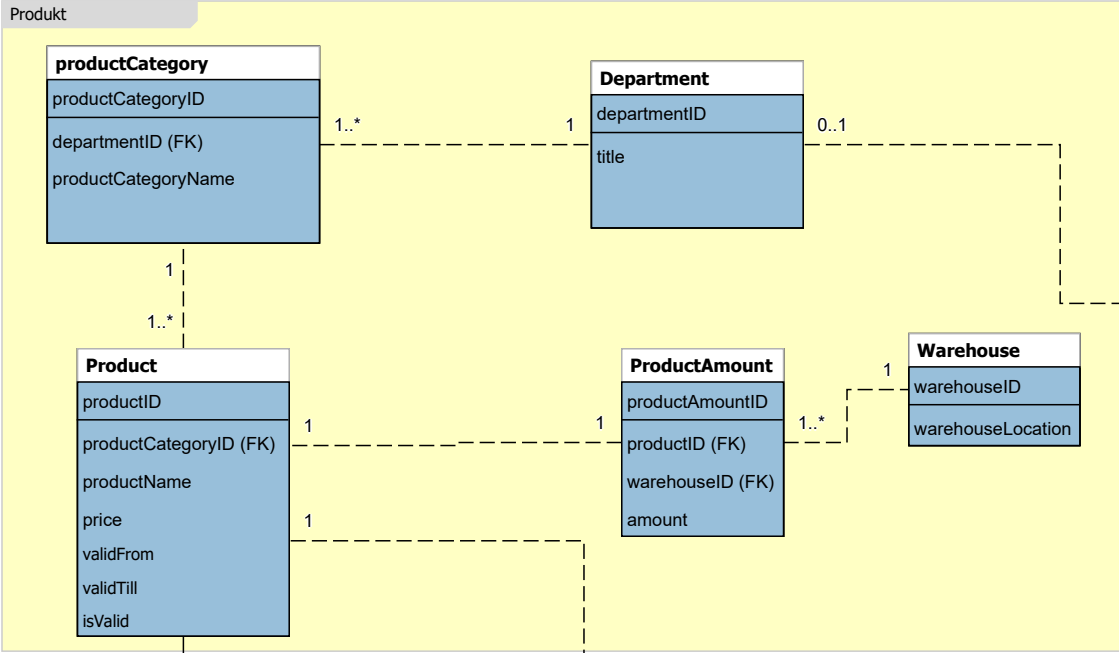 Produkt
productCategory
productCategoryID
departmentID (FK)
productCategoryName
1..*
1
Department
departmentID
title
0..1
1
1..*
Product
productID
productCategoryID (FK)
productName
price
validFrom
validTill
isValid
1
1
1
ProductAmount
productAmountID
productID (FK)
warehouseID (FK)
amount
1..*
1
Warehouse
warehouseID
warehouseLocation